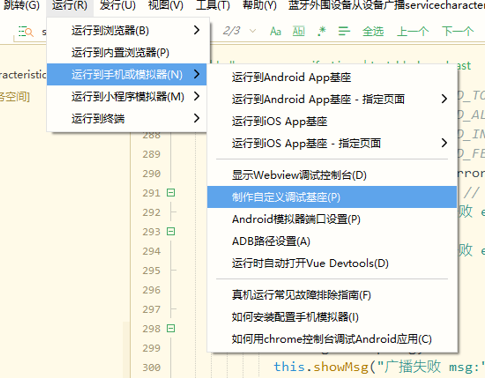 跳转(G) 运行(R) 发行(U) 视图(V) 工具(T) 帮助(Y) 蓝牙外围设备从设备广播servicecharast
运行到浏览器(B)
运行到内置浏览器(P)
运行到手机或模拟器(N)
运行到小程序模拟器(M)
运行到终端
2/3 Aa 全选 上一个 下一个
运行到Android App基座
运行到Android App基座 - 指定页面
运行到iOS App基座
运行到iOS App基座 - 指定页面
显示Webview调试控制台(D)
制作自定义调试基座(P)
Android模拟器端口设置(P)
ADB路径设置(A)
运行时自动打开Vue Devtools(D)
真机运行常见故障排除指南(F)
如何安装配置手机模拟器(I)
如何用chrome控制台调试Android应用(C)
racteristic
务空间]
D_TO
D_AL
D_IN
D_FE
rror
//
败 e
败 e
288
289
290
291
292
293
294
295
296
297
298
299
300 this.showMsg("广播失败 msg:"